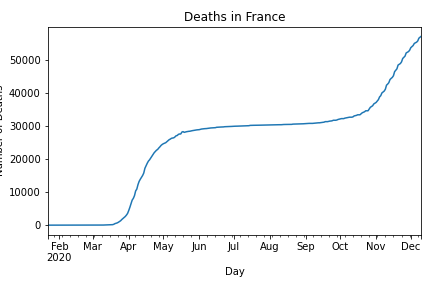 Deaths in France
Number of Deaths
50000
40000
30000
20000
10000
0
Feb Mar Apr May Jun Jul Aug Sep Oct Nov Dec
2020
Day